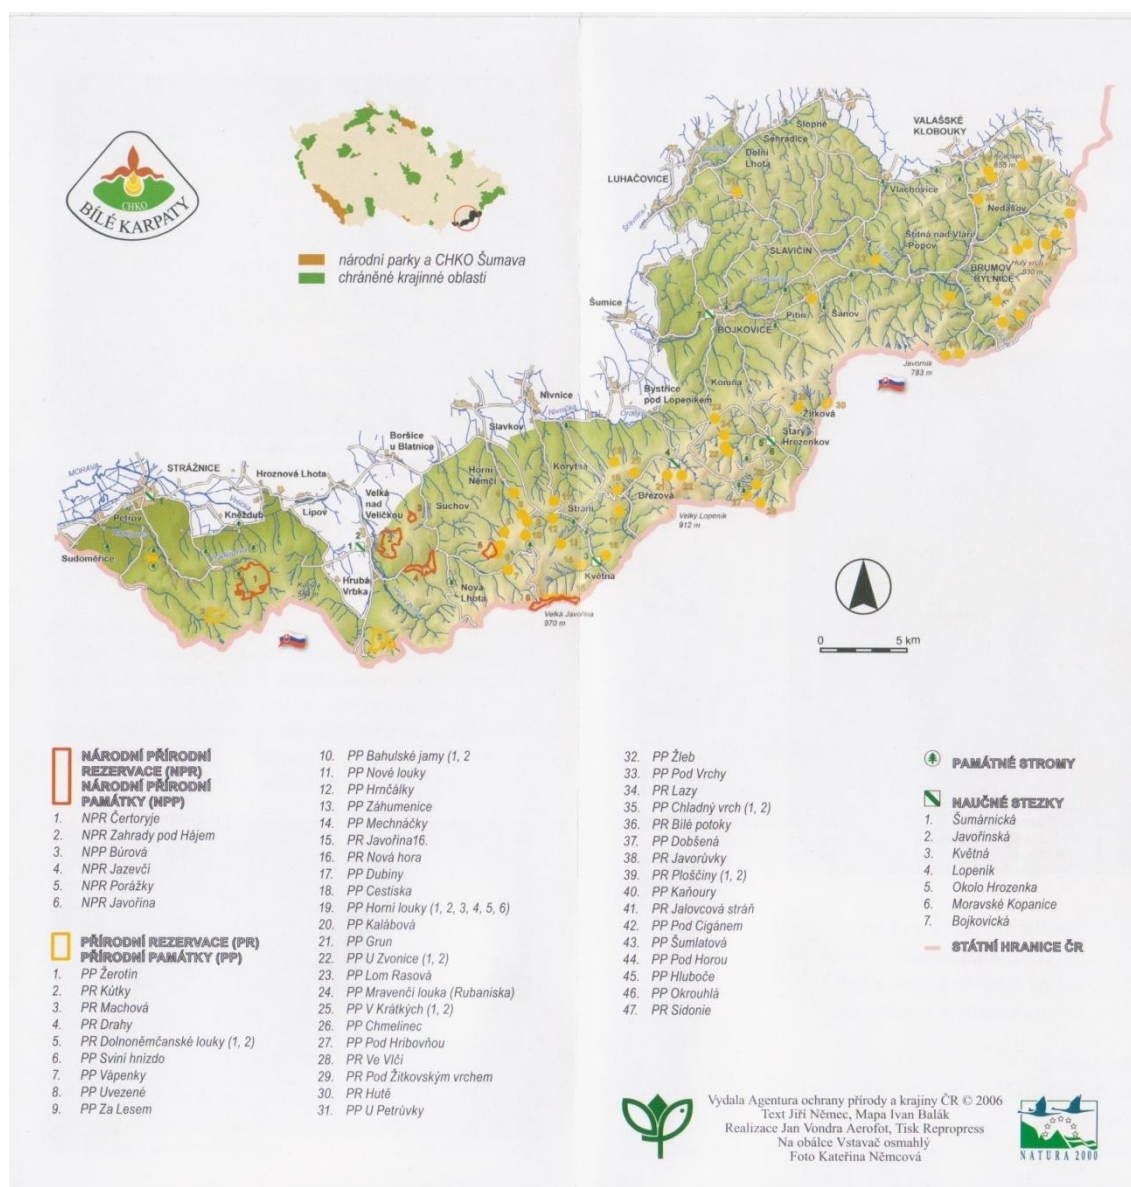 CHKO
BÍLÉ KARPATY
národní parky a CHKO Šumava
chráněné krajinné oblasti
VALAŠSKÉ
KLOBOUKY
Slopné
Sehradice
Dolní
Lhota
LUHAČOVICE
Vlachovice
Nedašov
Štítná nad Vláří
Popov
SLAVIČÍN
BRUMOV
BYLNICE
Holý vrch
830 m
Šumice
Pitín
Šanov
BOJKOVICE
Javorník
783 m
Bystřice
pod Lopeníkem
Komňa
Žítková
Starý
Hrozenkov
Nivnice
Slavkov
Boršice
u Blatnice
Horní
Němčí
Korytná
Strání
Březová
Velký Lopeník
912 m
MORAVA
STRÁŽNICE
Hroznová Lhota
Velká
nad
Veličkou
Suchov
Petrov
Kněždub
Lipov
Sudoměřice
Hrubá
Vrbka
Nová
Lhota
Květná
Velká Javořina
970 m
0 5 km
NÁRODNÍ PŘÍRODNÍ
REZERVACE (NPR)
NÁRODNÍ PŘÍRODNÍ
PAMÁTKY (NPP)
1. NPR Čertoryje
2. NPR Zahrady pod Hájem
3. NPP Búrová
4. NPR Jazevčí
5. NPR Porážky
6. NPR Javořina
PŘÍRODNÍ REZERVACE (PR)
PŘÍRODNÍ PAMÁTKY (PP)
1. PP Žerotín
2. PR Kútky
3. PR Machová
4. PR Drahy
5. PR Dolnoněmčanské louky (1, 2)
6. PP Sviní hnízdo
7. PP Vápenky
8. PP Uvezené
9. PP Za Lesem
10. PP Bahulské jamy (1, 2
11. PP Nové louky
12. PP Hrnčálky
13. PP Záhumenice
14. PP Mechnáčky
15. PR Javořina16.
16. PR Nová hora
17. PP Dubiny
18. PP Cestiska
19. PP Horní louky (1, 2, 3, 4, 5, 6)
20. PP Kalábová
21. PP Grun
22. PP U Zvonice (1, 2)
23. PP Lom Rasová
24. PP Mravenčí louka (Rubaniska)
25. PP V Krátkých (1, 2)
26. PP Chmelinec
27. PP Pod Hribovňou
28. PR Ve Vlčí
29. PR Pod Žítkovským vrchem
30. PR Hutě
31. PP U Petrůvky
32. PP Žleb
33. PP Pod Vrchy
34. PR Lazy
35. PP Chladný vrch (1, 2)
36. PR Bílé potoky
37. PP Dobšená
38. PR Javorůvky
39. PR Ploščiny (1, 2)
40. PP Kaňoury
41. PR Jalovcová stráň
42. PP Pod Cigánem
43. PP Šumlatová
44. PP Pod Horou
45. PP Hluboče
46. PP Okrouhlá
47. PR Sidonie
PAMÁTNÉ STROMY
NAUČNÉ STEZKY
1. Šumárnická
2. Javořinská
3. Květná
4. Lopeník
5. Okolo Hrozenka
6. Moravské Kopanice
7. Bojkovická
STÁTNÍ HRANICE ČR
Vydala Agentura ochrany přírody a krajiny ČR © 2006
Text Jiří Němec, Mapa Ivan Balák
Realizace Jan Vondra Aerofot, Tisk Repropress
Na obálce Vstavač osmahlý
Foto Kateřina Němcová
NATURA 2000